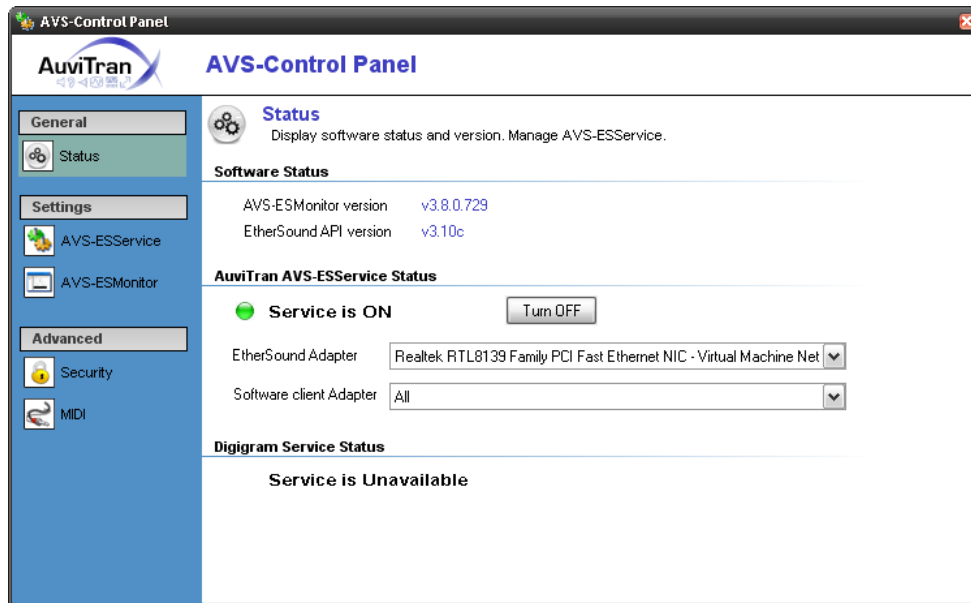 AVS-Control Panel
AuviTran
AVS-Control Panel
General
Status
Settings
AVS-ESService
AVS-ESMonitor
Advanced
Security
MIDI
Status
Display software status and version. Manage AVS-ESService.
Software Status
AVS-ESMonitor version v3.8.0.729
EtherSound API version v3.10c
AuviTran AVS-ESService Status
Service is ON Turn OFF
EtherSound Adapter Realtek RTL8139 Family PCI Fast Ethernet NIC - Virtual Machine Net
Software client Adapter All
Digigram Service Status
Service is Unavailable